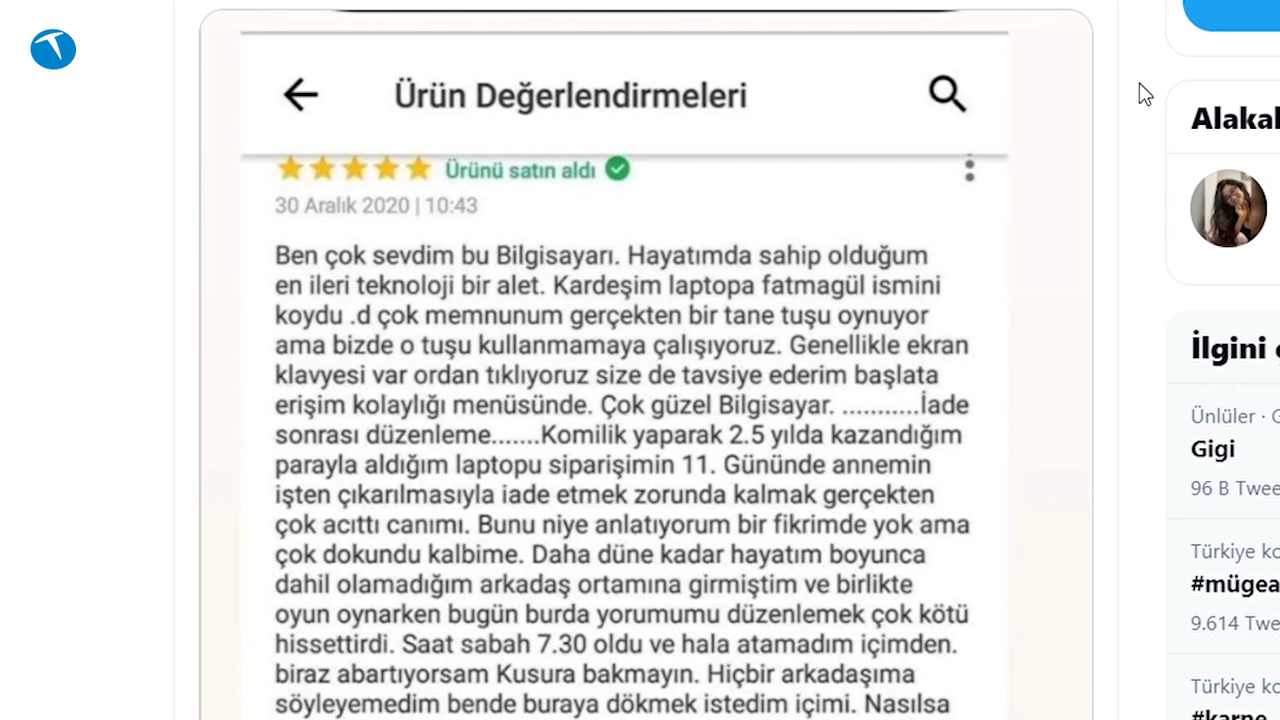 Ürün Değerlendirmeleri
Ürünü satın aldı
30 Aralık 2020 | 10:43
Ben çok sevdim bu Bilgisayarı. Hayatımda sahip olduğum
en ileri teknoloji bir alet. Kardeşim laptopa fatmagül ismini
koydu .d çok memnunum gerçekten bir tane tuşu oynuyor
ama bizde o tuşu kullanmamaya çalışıyoruz. Genellikle ekran
klavyesi var ordan tıklıyoruz size de tavsiye ederim başlata
erişim kolaylığı menüsünde. Çok güzel Bilgisayar. ...........İade
sonrası düzenleme.......Komilik yaparak 2.5 yılda kazandığım
parayla aldığım laptopu siparişimin 11. Gününde annemin
işten çıkarılmasıyla iade etmek zorunda kalmak gerçekten
çok acıttı canımı. Bunu niye anlatıyorum bir fikrimde yok ama
çok dokundu kalbime. Daha düne kadar hayatım boyunca
dahil olamadığım arkadaş ortamına girmiştim ve birlikte
oyun oynarken bugün burda yorumumu düzenlemek çok kötü
hissettirdi. Saat sabah 7.30 oldu ve hala atamadım içimden.
biraz abartıyorsam Kusura bakmayın. Hiçbir arkadaşıma
söyleyemedim bende buraya dökmek istedim içimi. Nasılsa
Alakal
İlgini
Ünlüler · G
Gigi
96 B Twee
Türkiye ko
#mügea
9.614 Twe
Türkiye ko
#karne